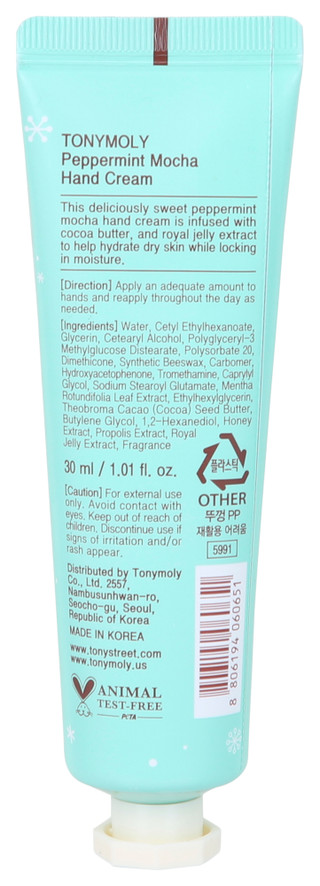 TONYMOLY
Peppermint Mocha
Hand Cream
This deliciously sweet peppermint
mocha hand cream is infused with
cocoa butter, and royal jelly extract
to help hydrate dry skin while locking
in moisture.
[Direction] Apply an adequate amount to
hands and reapply throughout the day as
needed.
[Ingredients] Water, Cetyl Ethylhexanoate,
Glycerin, Cetearyl Alcohol, Polyglyceryl-3
Methylglucose Distearate, Polysorbate 20,
Dimethicone, Synthetic Beeswax, Carbomer,
Hydroxyacetophenone, Tromethamine, Caprylyl
Glycol, Sodium Stearoyl Glutamate, Mentha
Rotundifolia Leaf Extract, Ethylhexylglycerin,
Theobroma Cacao (Cocoa) Seed Butter,
Butylene Glycol, 1,2-Hexanediol, Honey
Extract, Propolis Extract, Royal
Jelly Extract, Fragrance
30 ml / 1.01 fl. oz.
[Caution] For external use
only. Avoid contact with
eyes. Keep out of reach of
children. Discontinue use if
signs of irritation and/or
rash appear.
Distributed by Tonymoly
Co., Ltd. 2557,
Nambusunhwan-ro,
Seocho-gu, Seoul,
Republic of Korea
MADE IN KOREA
www.tonystreet.com
www.tonymoly.us
ANIMAL
TEST-FREE
PETA
플라스틱
OTHER
뚜껑 PP
재활용 어려움
5991
8 806194 060651